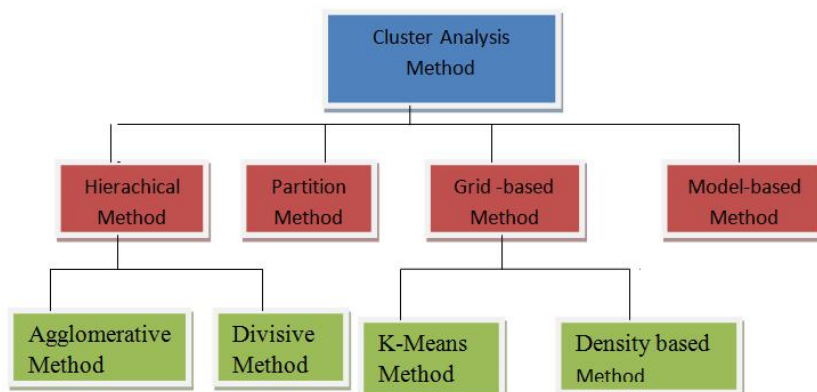 Cluster Analysis
Method
Hierachical
Method
Partition
Method
Grid -based
Method
Model-based
Method
Agglomerative
Method
Divisive
Method
K-Means
Method
Density based
Method